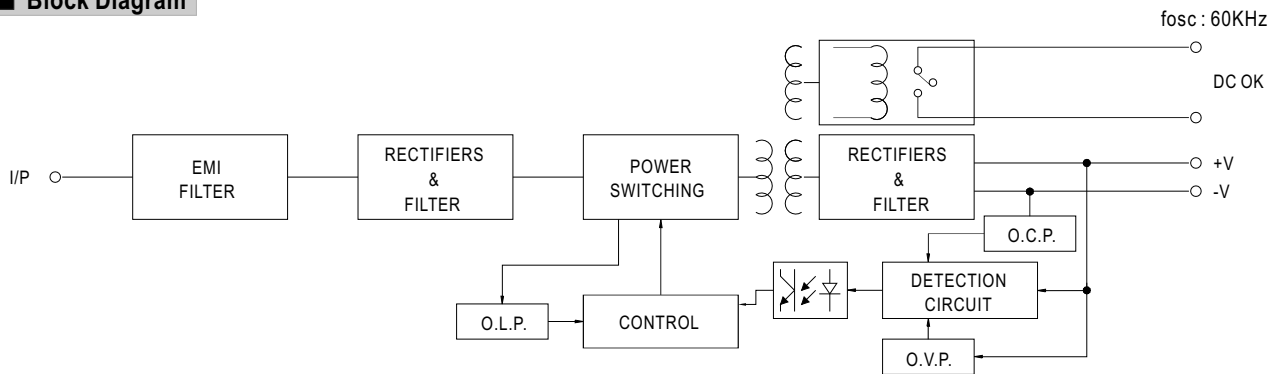 ■ Block Diagram
fosc : 60KHz
DC OK
I/P
EMI
FILTER
RECTIFIERS
&
FILTER
POWER
SWITCHING
RECTIFIERS
&
FILTER
+V
-V
O.C.P.
DETECTION
CIRCUIT
O.L.P.
CONTROL
O.V.P.